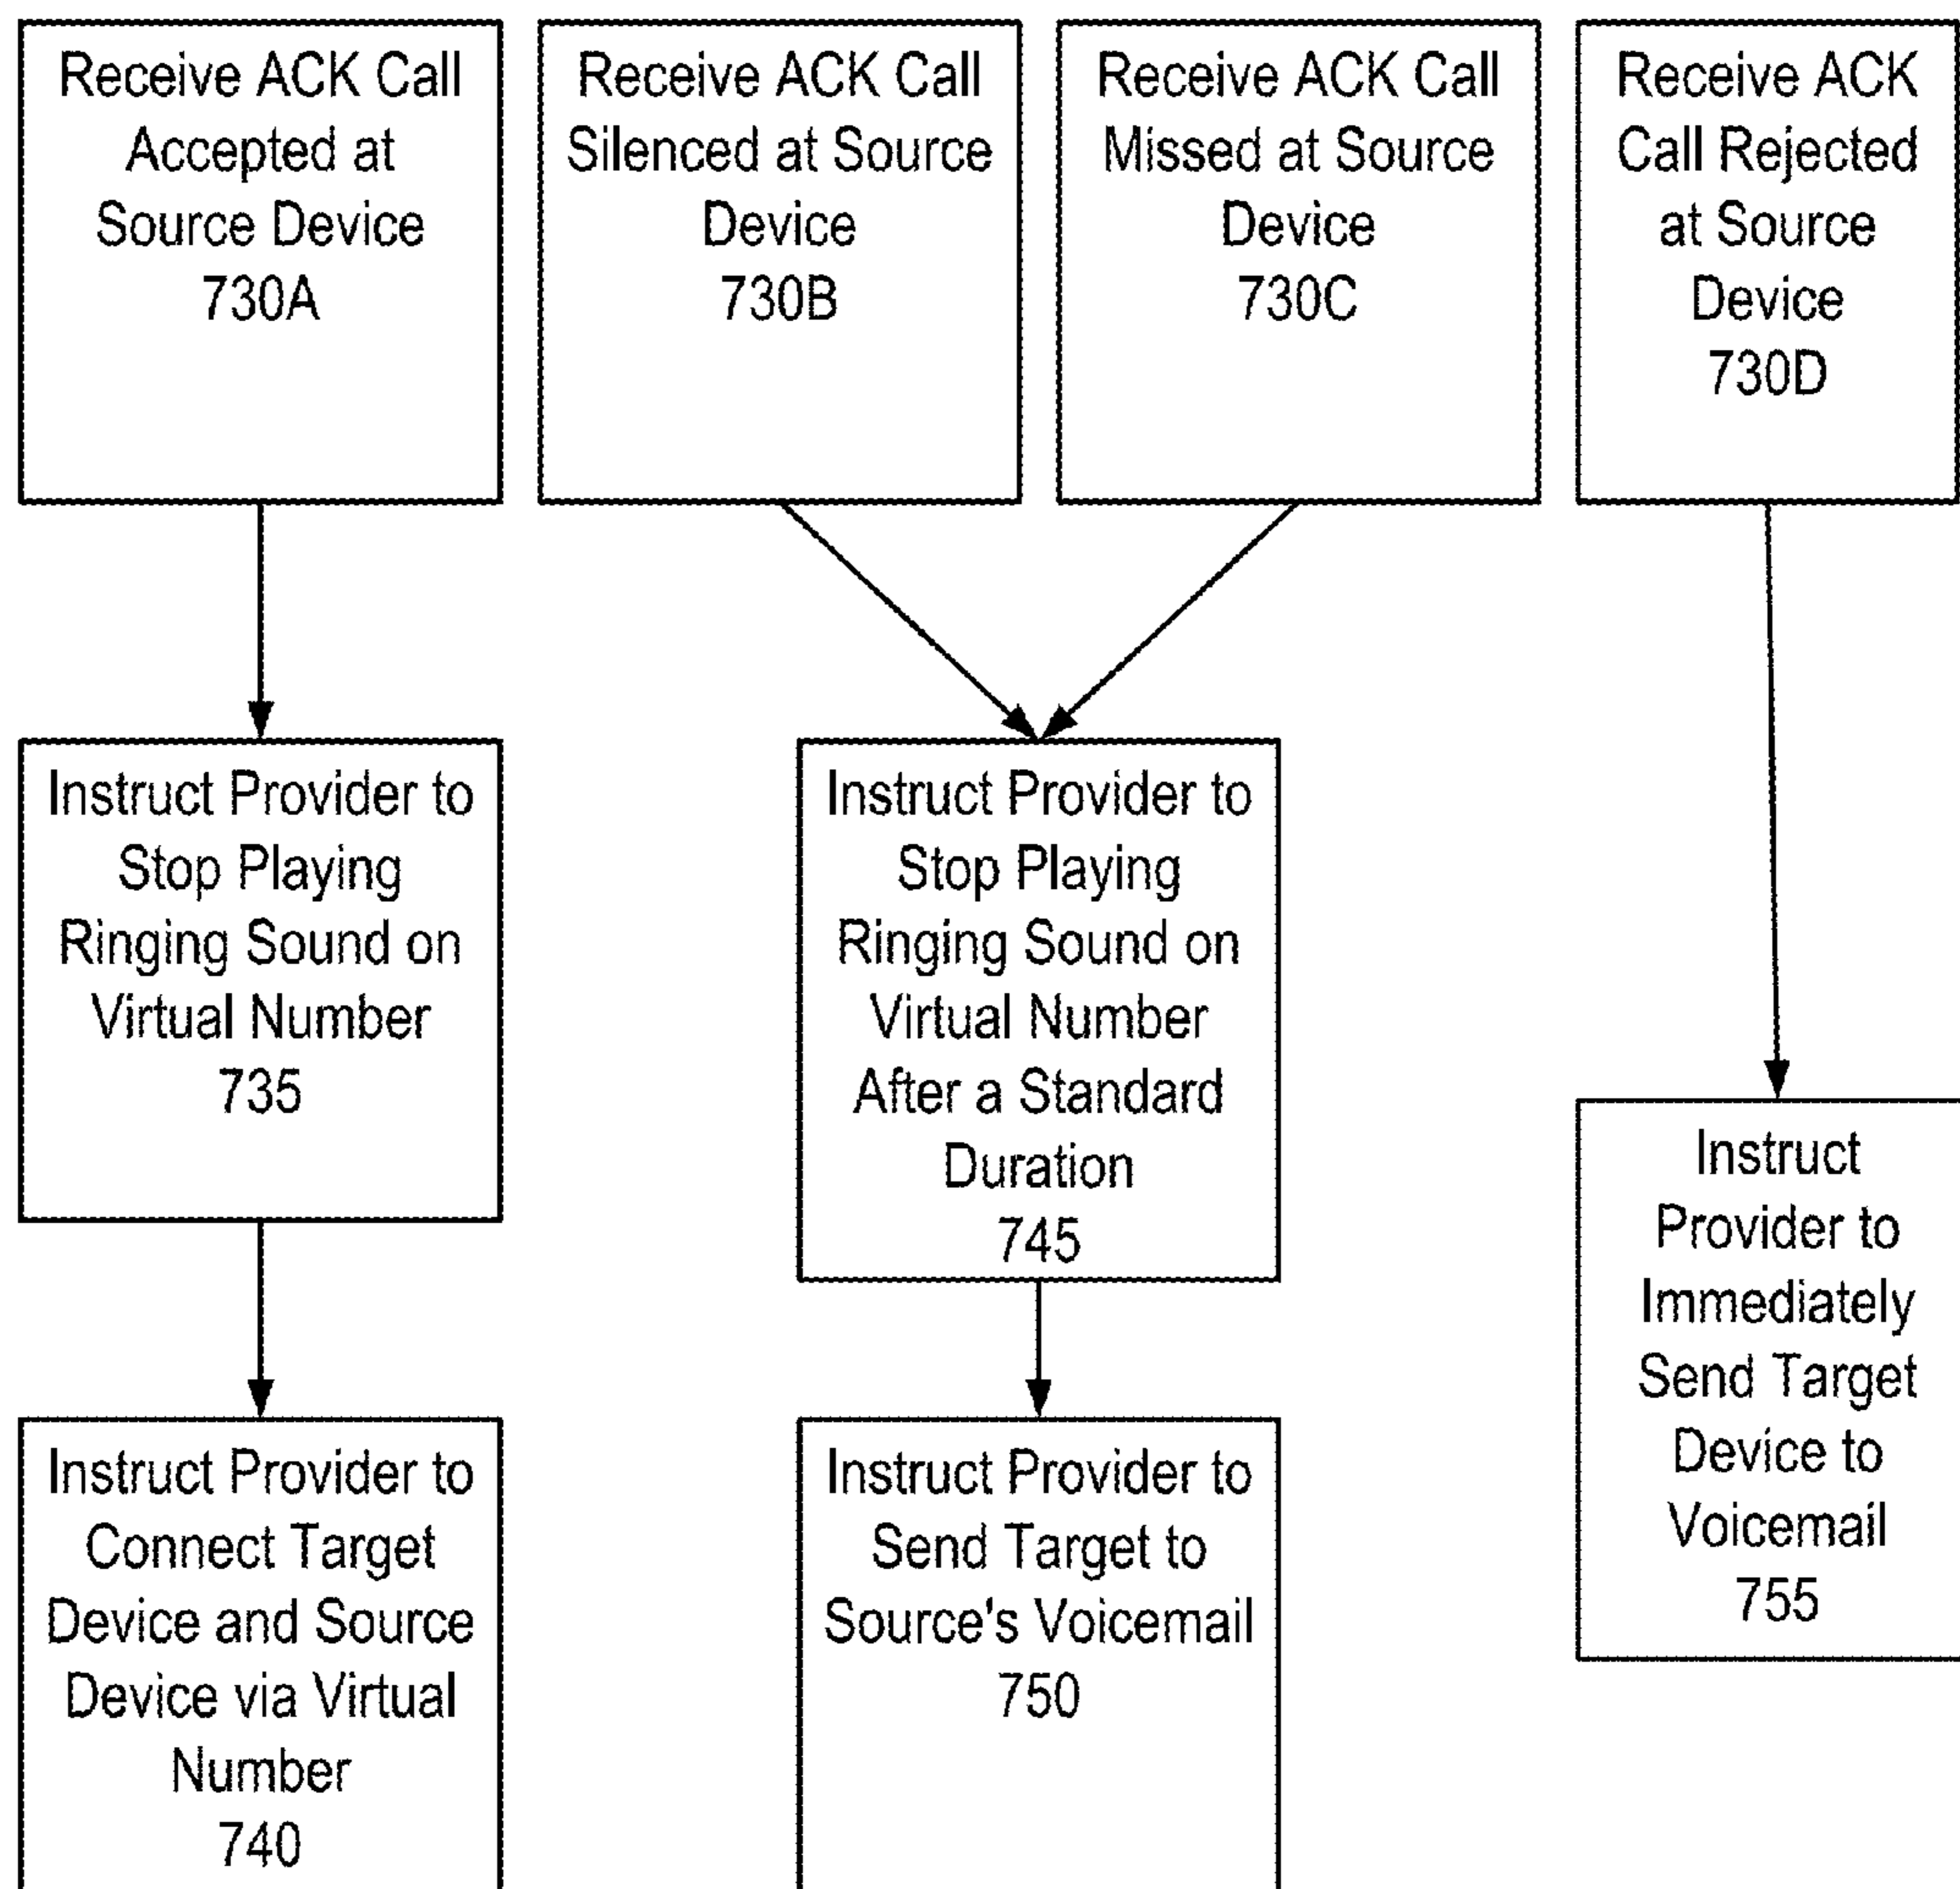 Receive ACK Call
Accepted at
Source Device
730A
Receive ACK Call
Silenced at Source
Device
730B
Receive ACK Call
Missed at Source
Device
730C
Receive ACK
Call Rejected
at Source
Device
730D
Instruct Provider to
Stop Playing
Ringing Sound on
Virtual Number
735
Instruct Provider to
Stop Playing
Ringing Sound on
Virtual Number
After a Standard
Duration
745
Instruct
Provider to
Immediately
Send Target
Device to
Voicemail
755
Instruct Provider to
Connect Target
Device and Source
Device via Virtual
Number
740
Instruct Provider to
Send Target to
Source's Voicemail
750